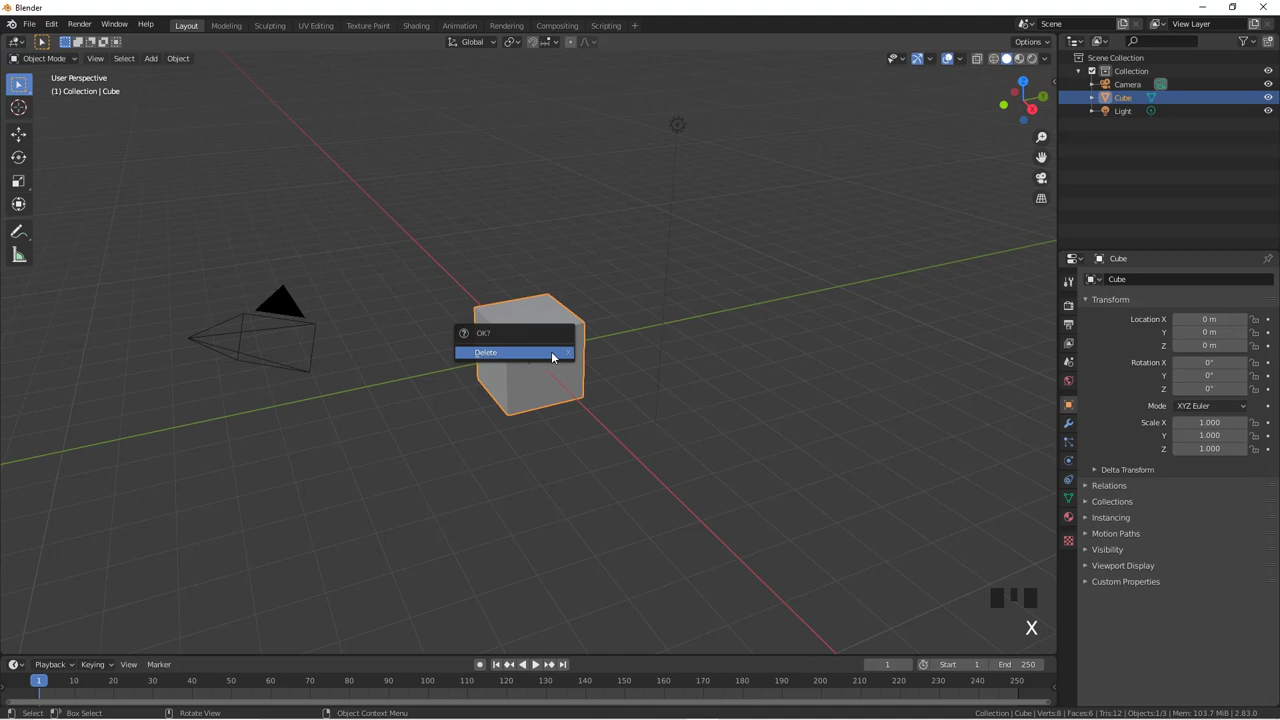 Blender
File Edit Render Window Help Layout Modeling Sculpting UV Editing Texture Paint Shading Animation Rendering Compositing Scripting + Scene View Layer
Global Options
Object Mode View Select Add Object
User Perspective
(1) Collection | Cube
Scene Collection
Collection
Camera
Cube
Light
Z
Y
X
OK?
Delete X
Cube
Cube
Transform
Location X 0 m
Y 0 m
Z 0 m
Rotation X 0°
Y 0°
Z 0°
Mode XYZ Euler
Scale X 1.000
Y 1.000
Z 1.000
Delta Transform
Relations
Collections
Instancing
Motion Paths
Visibility
Viewport Display
Custom Properties
X
Playback Keying View Marker 1 Start 1 End 250
1 10 20 30 40 50 60 70 80 90 100 110 120 130 140 150 160 170 180 190 200 210 220 230 240 250
Select Box Select Rotate View Object Context Menu Collection | Cube | Verts:8 | Faces:6 | Tris:12 | Objects:1/3 | Mem: 103.7 MiB | 2.83.0